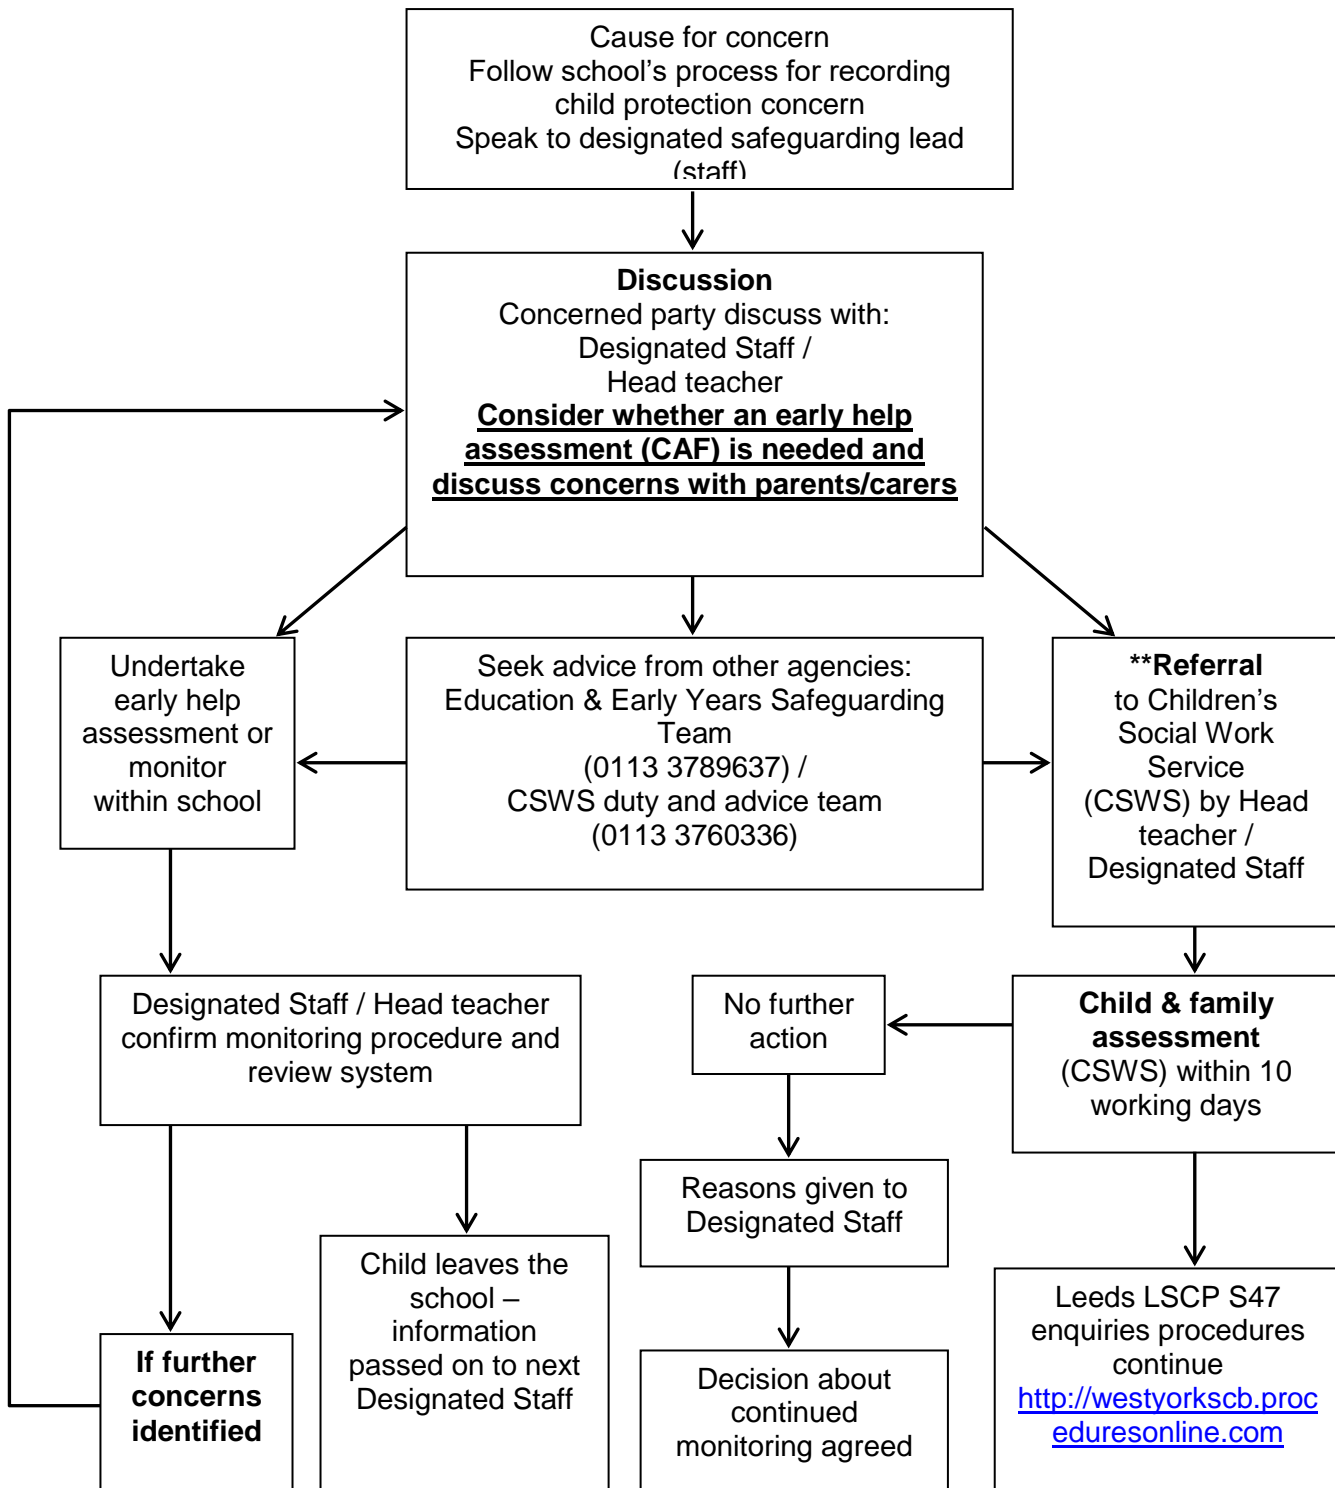 Cause for concern
Follow school’s process for recording
child protection concern
Speak to designated safeguarding lead
(staff)
Discussion
Concerned party discuss with:
Designated Staff /
Head teacher
Consider whether an early help
assessment (CAF) is needed and
discuss concerns with parents/carers
Undertake
early help
assessment or
monitor
within school
Seek advice from other agencies:
Education & Early Years Safeguarding
Team
(0113 3789637) /
CSWS duty and advice team
(0113 3760336)
**Referral
to Children’s
Social Work
Service
(CSWS) by Head
teacher /
Designated Staff
Designated Staff / Head teacher
confirm monitoring procedure and
review system
No further
action
Child & family
assessment
(CSWS) within 10
working days
Reasons given to
Designated Staff
If further
concerns
identified
Child leaves the
school –
information
passed on to next
Designated Staff
Decision about
continued
monitoring agreed
Leeds LSCP S47
enquiries procedures
continue
http://westyorkscb.proc
eduresonline.com